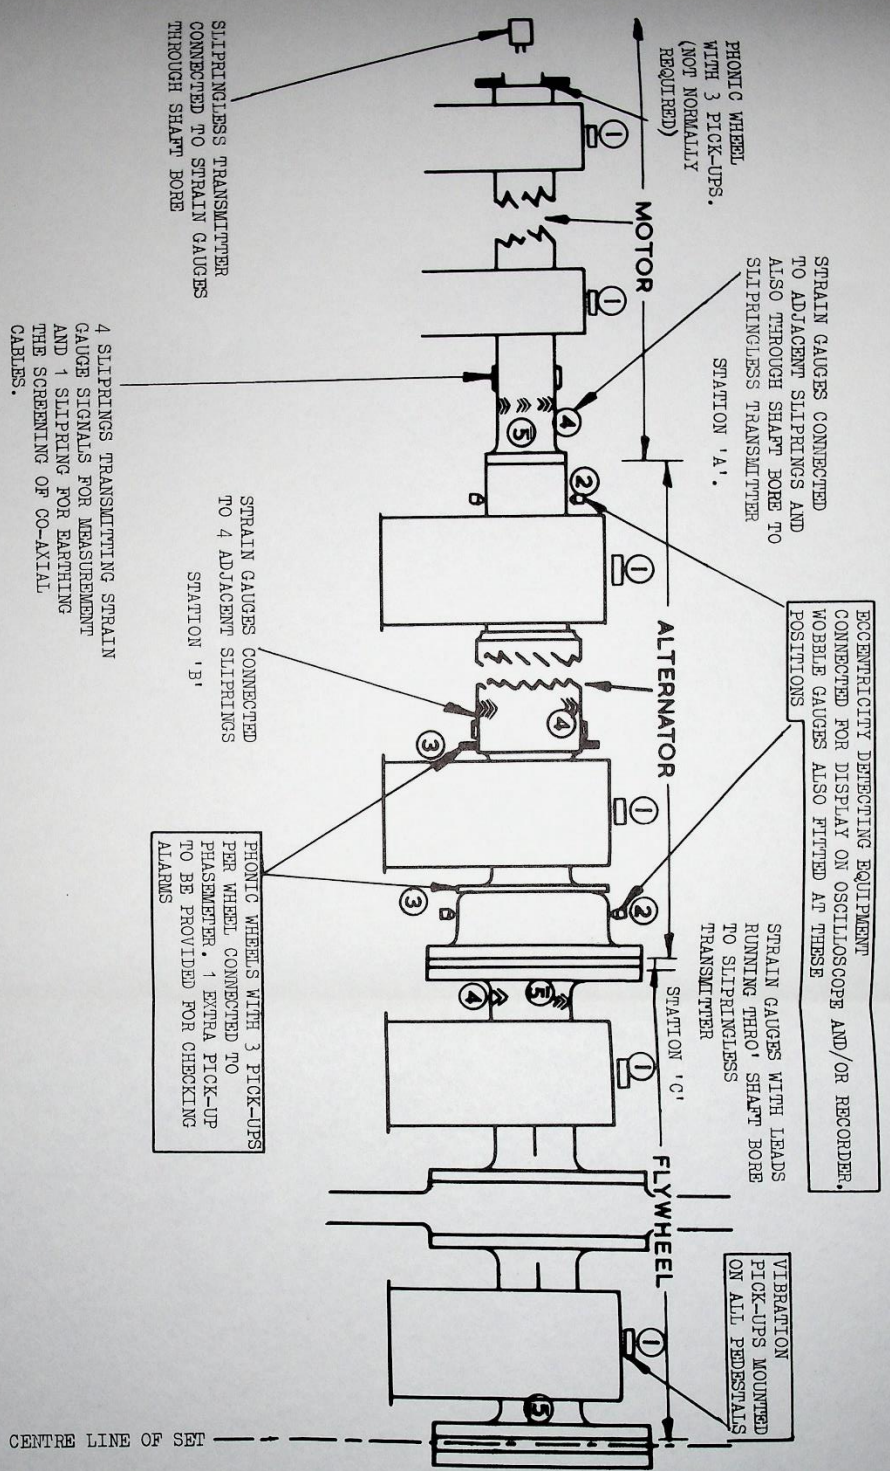 PHONIC WHEEL
WITH 3 PICK-UPS.
(NOT NORMALLY
REQUIRED)
MOTOR
STRAIN GAUGES CONNECTED
TO ADJACENT SLIPRINGS AND
ALSO THROUGH SHAFT BORE TO
SLIPRINGLESS TRANSMITTER
STATION 'A'.
ALTERNATOR
ECCENTRICITY DETECTING EQUIPMENT
CONNECTED FOR DISPLAY ON OSCILLOSCOPE AND/OR RECORDER.
WOBBLE GAUGES ALSO FITTED AT THESE
POSITIONS
STRAIN GAUGES WITH LEADS
RUNNING THRO' SHAFT BORE
TO SLIPRINGLESS
TRANSMITTER
STATION 'C'
FLYWHEEL
VIBRATION
PICK-UPS MOUNTED
ON ALL PEDESTALS
1
1
4
5
2
1
4
3
1
3
2
4
5
1
1
5
SLIPRINGLESS TRANSMITTER
CONNECTED TO STRAIN GAUGES
THROUGH SHAFT BORE
4 SLIPRINGS TRANSMITTING STRAIN
GAUGE SIGNALS FOR MEASUREMENT
AND 1 SLIPRING FOR EARTHING
THE SCREENING OF CO-AXIAL
CABLES.
STRAIN GAUGES CONNECTED
TO 4 ADJACENT SLIPRINGS
STATION 'B'
PHONIC WHEELS WITH 3 PICK-UPS
PER WHEEL CONNECTED TO
PHASEMETER. 1 EXTRA PICK-UP
TO BE PROVIDED FOR CHECKING
ALARMS
CENTRE LINE OF SET